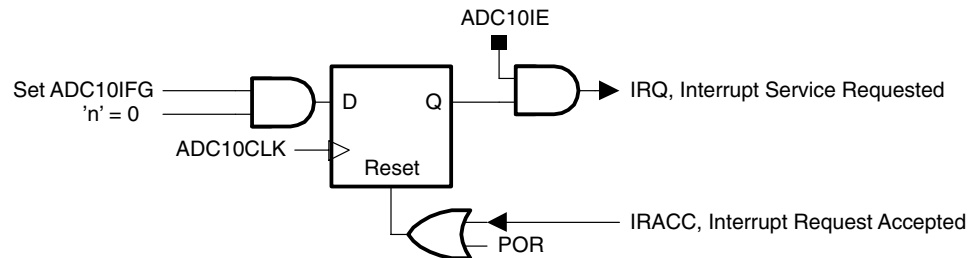 ADC10IE
Set ADC10IFG
'n' = 0
D
Q
IRQ, Interrupt Service Requested
ADC10CLK
Reset
IRACC, Interrupt Request Accepted
POR